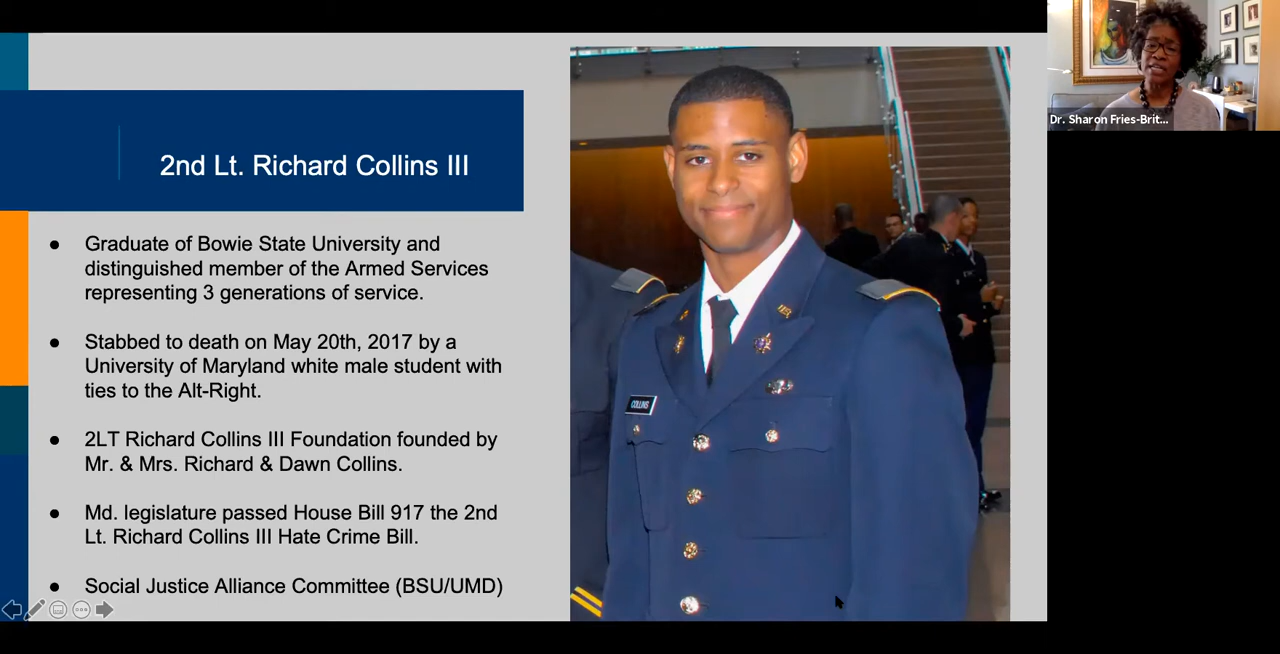 2nd Lt. Richard Collins III
● Graduate of Bowie State University and
distinguished member of the Armed Services
representing 3 generations of service.
● Stabbed to death on May 20th, 2017 by a
University of Maryland white male student with
ties to the Alt-Right.
● 2LT Richard Collins III Foundation founded by
Mr. & Mrs. Richard & Dawn Collins.
● Md. legislature passed House Bill 917 the 2nd
Lt. Richard Collins III Hate Crime Bill.
● Social Justice Alliance Committee (BSU/UMD)
COLLINS
Dr. Sharon Fries-Brit...